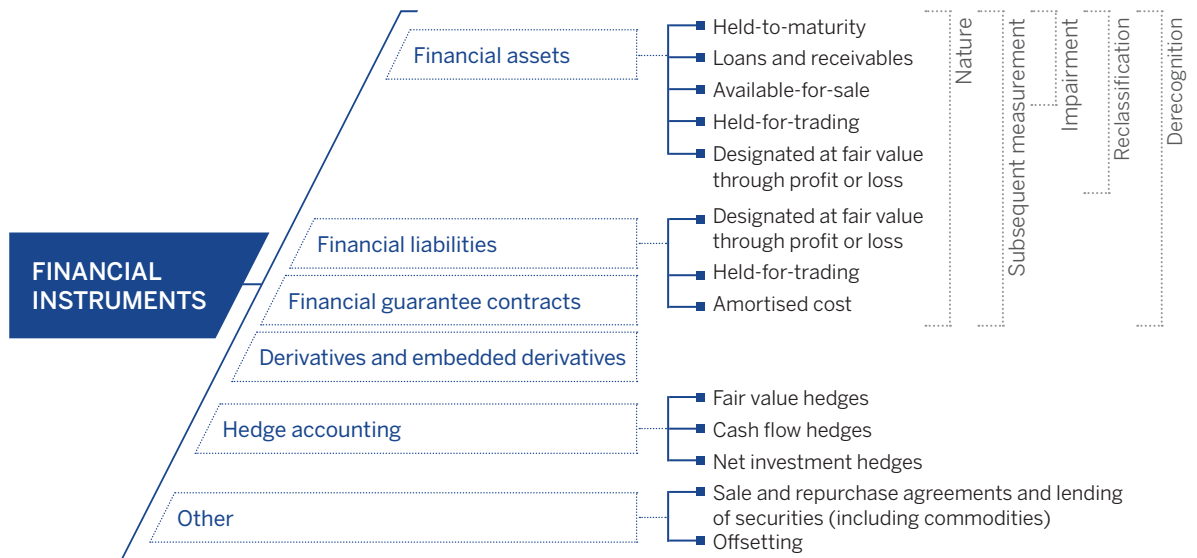 FINANCIAL
INSTRUMENTS
Financial assets
Held-to-maturity
Loans and receivables
Available-for-sale
Held-for-trading
Designated at fair value
through profit or loss
Financial liabilities
Designated at fair value
through profit or loss
Held-for-trading
Amortised cost
Financial guarantee contracts
Derivatives and embedded derivatives
Hedge accounting
Fair value hedges
Cash flow hedges
Net investment hedges
Other
Sale and repurchase agreements and lending
of securities (including commodities)
Offsetting
Nature
Subsequent measurement
Impairment
Reclassification
Derecognition